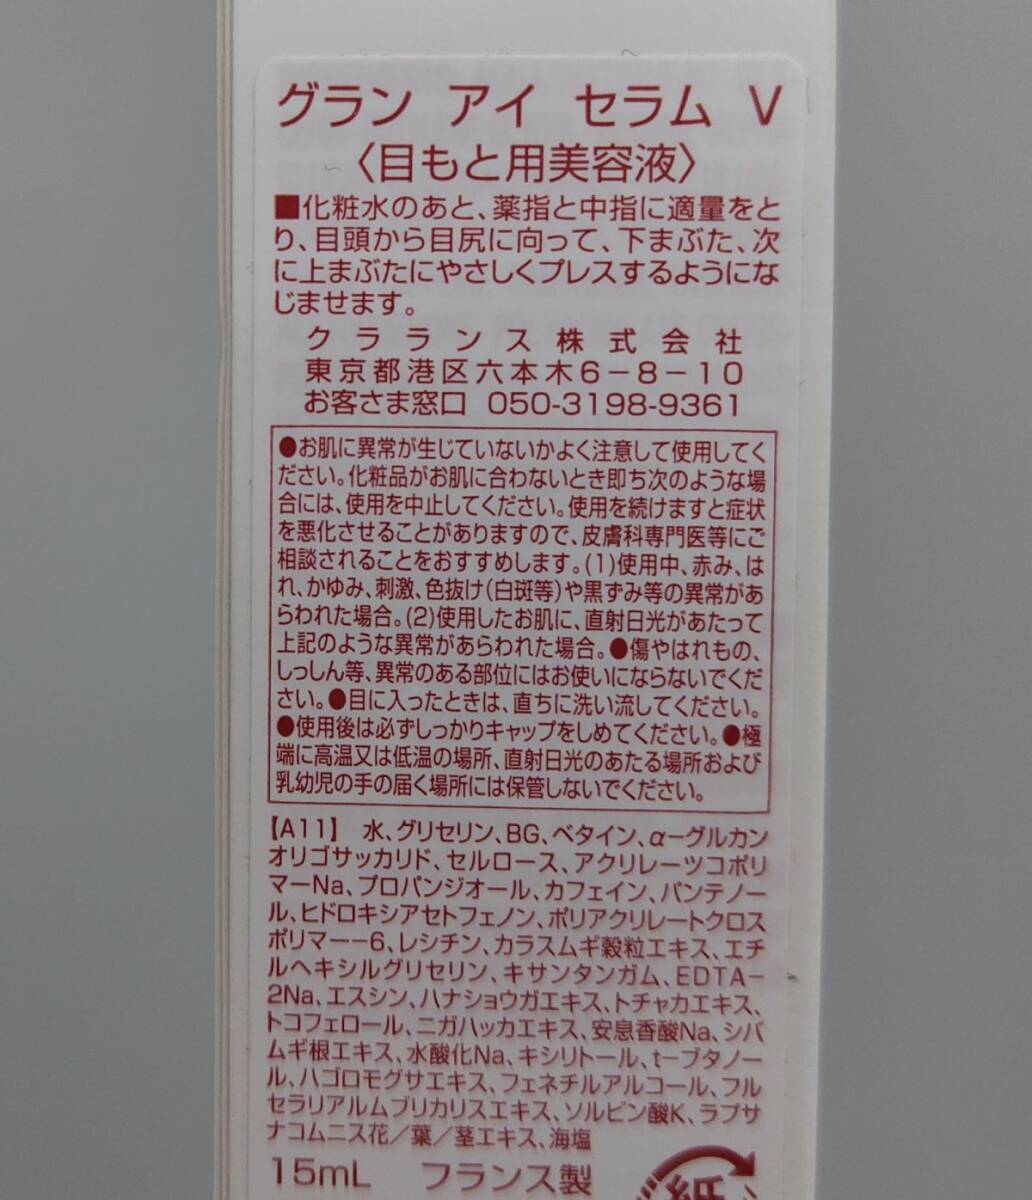 グラン アイ セラム V
〈目もと用美容液〉
■化粧水のあと、薬指と中指に適量をと
り、目頭から目尻に向って、下まぶた、次
に上まぶたにやさしくプレスするようにな
じませます。
クラランス株式会社
東京都港区六本木6−8−10
お客さま窓口 050-3198-9361
●お肌に異常が生じていないかよく注意して使用してく
ださい。化粧品がお肌に合わないとき即ち次のような場
合には、使用を中止してください。使用を続けますと症状
を悪化させることがありますので、皮膚科専門医等にご
相談されることをおすすめします。(1)使用中、赤み、は
れ、かゆみ、刺激、色抜け(白斑等)や黒ずみ等の異常があ
らわれた場合。(2)使用したお肌に、直射日光があたって
上記のような異常があらわれた場合。●傷やはれもの、
しっしん等、異常のある部位にはお使いにならないでくだ
さい。●目に入ったときは、直ちに洗い流してください。
●使用後は必ずしっかりキャップをしめてください。●極
端に高温又は低温の場所、直射日光のあたる場所および
乳幼児の手の届く場所には保管しないでください。
【A11】 水、グリセリン、BG、ベタイン、α−グルカン
オリゴサッカリド、セルロース、アクリレーツコポリ
マーNa、プロパンジオール、カフェイン、パンテノー
ル、ヒドロキシアセトフェノン、ポリアクリレートクロス
ポリマー−6、レシチン、カラスムギ穀粒エキス、エチ
ルヘキシルグリセリン、キサンタンガム、EDTA−
2Na、エスシン、ハナショウガエキス、トチャカエキス、
トコフェロール、ニガハッカエキス、安息香酸Na、シバ
ムギ根エキス、水酸化Na、キシリトール、t−ブタノー
ル、ハゴロモグサエキス、フェネチルアルコール、フル
セラリアルムブリカリスエキス、ソルビン酸K、ラプサ
ナコムニス花／葉／茎エキス、海塩
15mL フランス製
紙